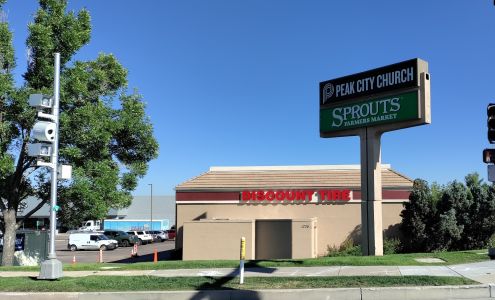 PEAK CITY CHURCH
SPROUTS
FARMERS MARKET
DISCOUNT TIRE